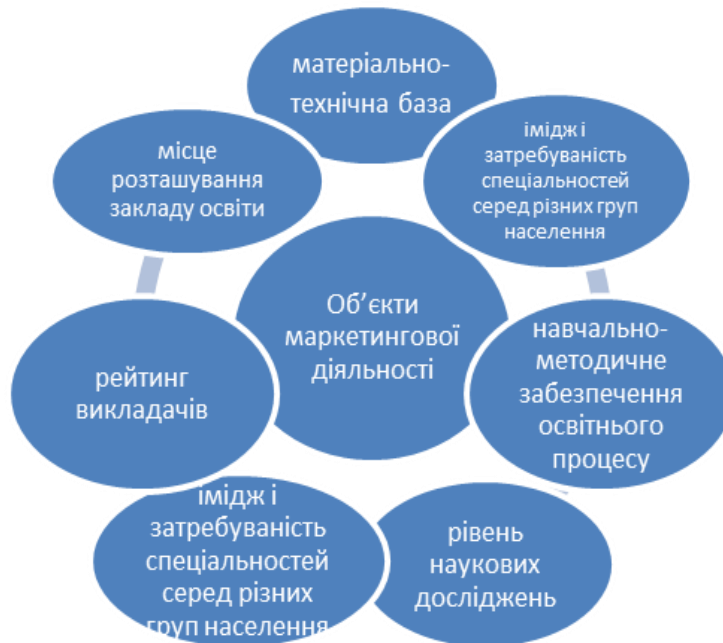 матеріально-
технічна база
імідж і
затребуваність
спеціальностей
серед різних груп
населення
навчально-
методичне
забезпечення
освітнього
процесу
рівень
наукових
досліджень
імідж і
затребуваність
спеціальностей
серед різних
груп населення
рейтинг
викладачів
місце
розташування
закладу освіти
Об’єкти
маркетингової
діяльності